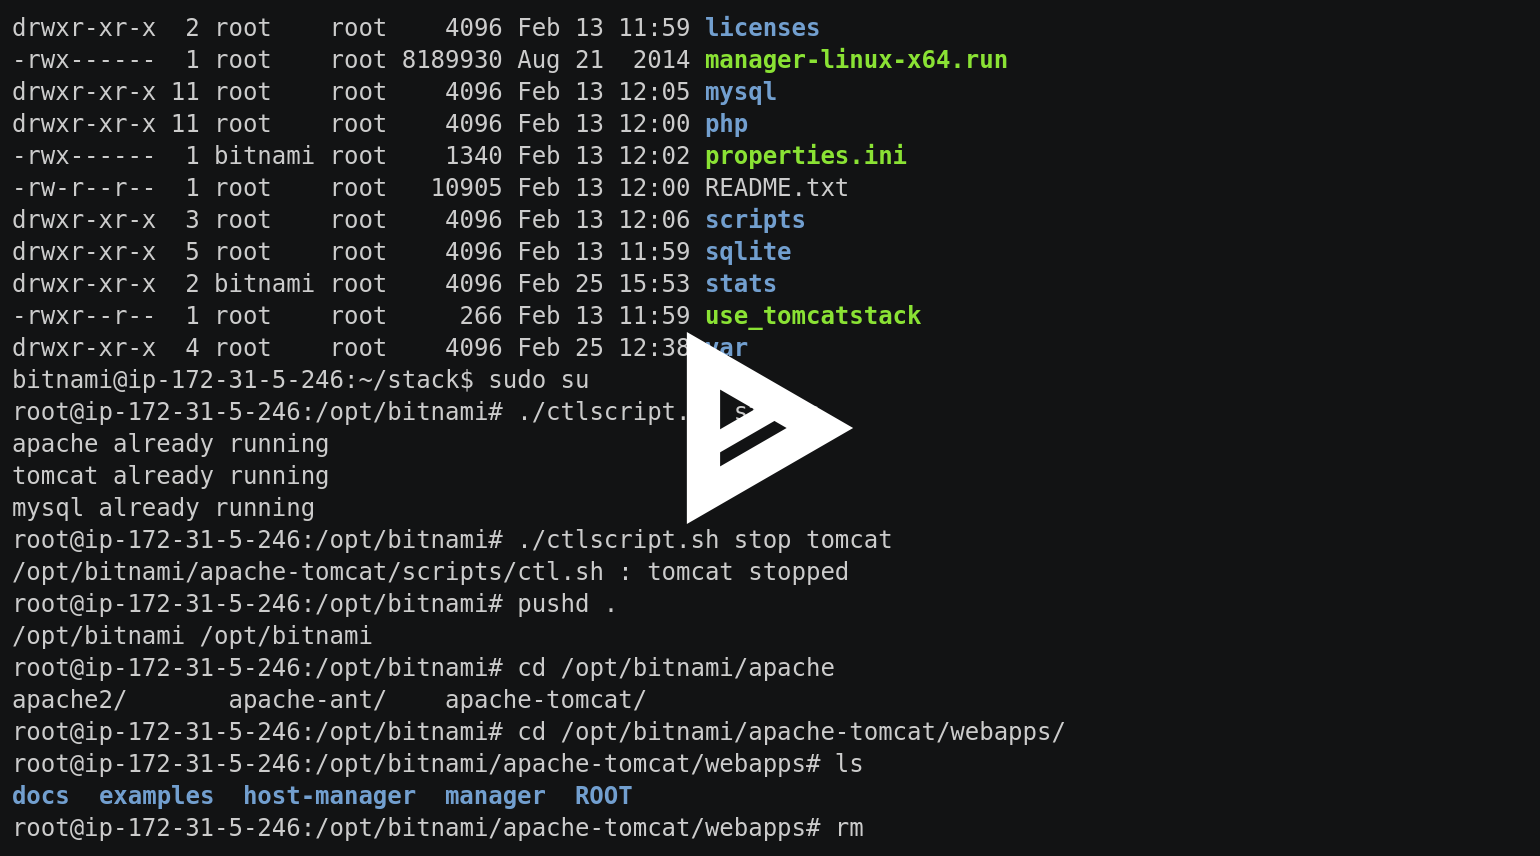 drwxr-xr-x  2 root    root    4096 Feb 13 11:59 licenses
-rwx------  1 root    root 8189930 Aug 21  2014 manager-linux-x64.run
drwxr-xr-x 11 root    root    4096 Feb 13 12:05 mysql
drwxr-xr-x 11 root    root    4096 Feb 13 12:00 php
-rwx------  1 bitnami root    1340 Feb 13 12:02 properties.ini
-rw-r--r--  1 root    root   10905 Feb 13 12:00 README.txt
drwxr-xr-x  3 root    root    4096 Feb 13 12:06 scripts
drwxr-xr-x  5 root    root    4096 Feb 13 11:59 sqlite
drwxr-xr-x  2 bitnami root    4096 Feb 25 15:53 stats
-rwxr--r--  1 root    root     266 Feb 13 11:59 use_tomcatstack
drwxr-xr-x  4 root    root    4096 Feb 25 12:38 var
bitnami@ip-172-31-5-246:~/stack$ sudo su
root@ip-172-31-5-246:/opt/bitnami# ./ctlscript.
apache already running
tomcat already running
mysql already running
root@ip-172-31-5-246:/opt/bitnami# ./ctlscript.sh stop tomcat
/opt/bitnami/apache-tomcat/scripts/ctl.sh : tomcat stopped
root@ip-172-31-5-246:/opt/bitnami# pushd .
/opt/bitnami /opt/bitnami
root@ip-172-31-5-246:/opt/bitnami# cd /opt/bitnami/apache
apache2/       apache-ant/    apache-tomcat/
root@ip-172-31-5-246:/opt/bitnami# cd /opt/bitnami/apache-tomcat/webapps/
root@ip-172-31-5-246:/opt/bitnami/apache-tomcat/webapps# ls
docs  examples  host-manager  manager  ROOT
root@ip-172-31-5-246:/opt/bitnami/apache-tomcat/webapps# rm